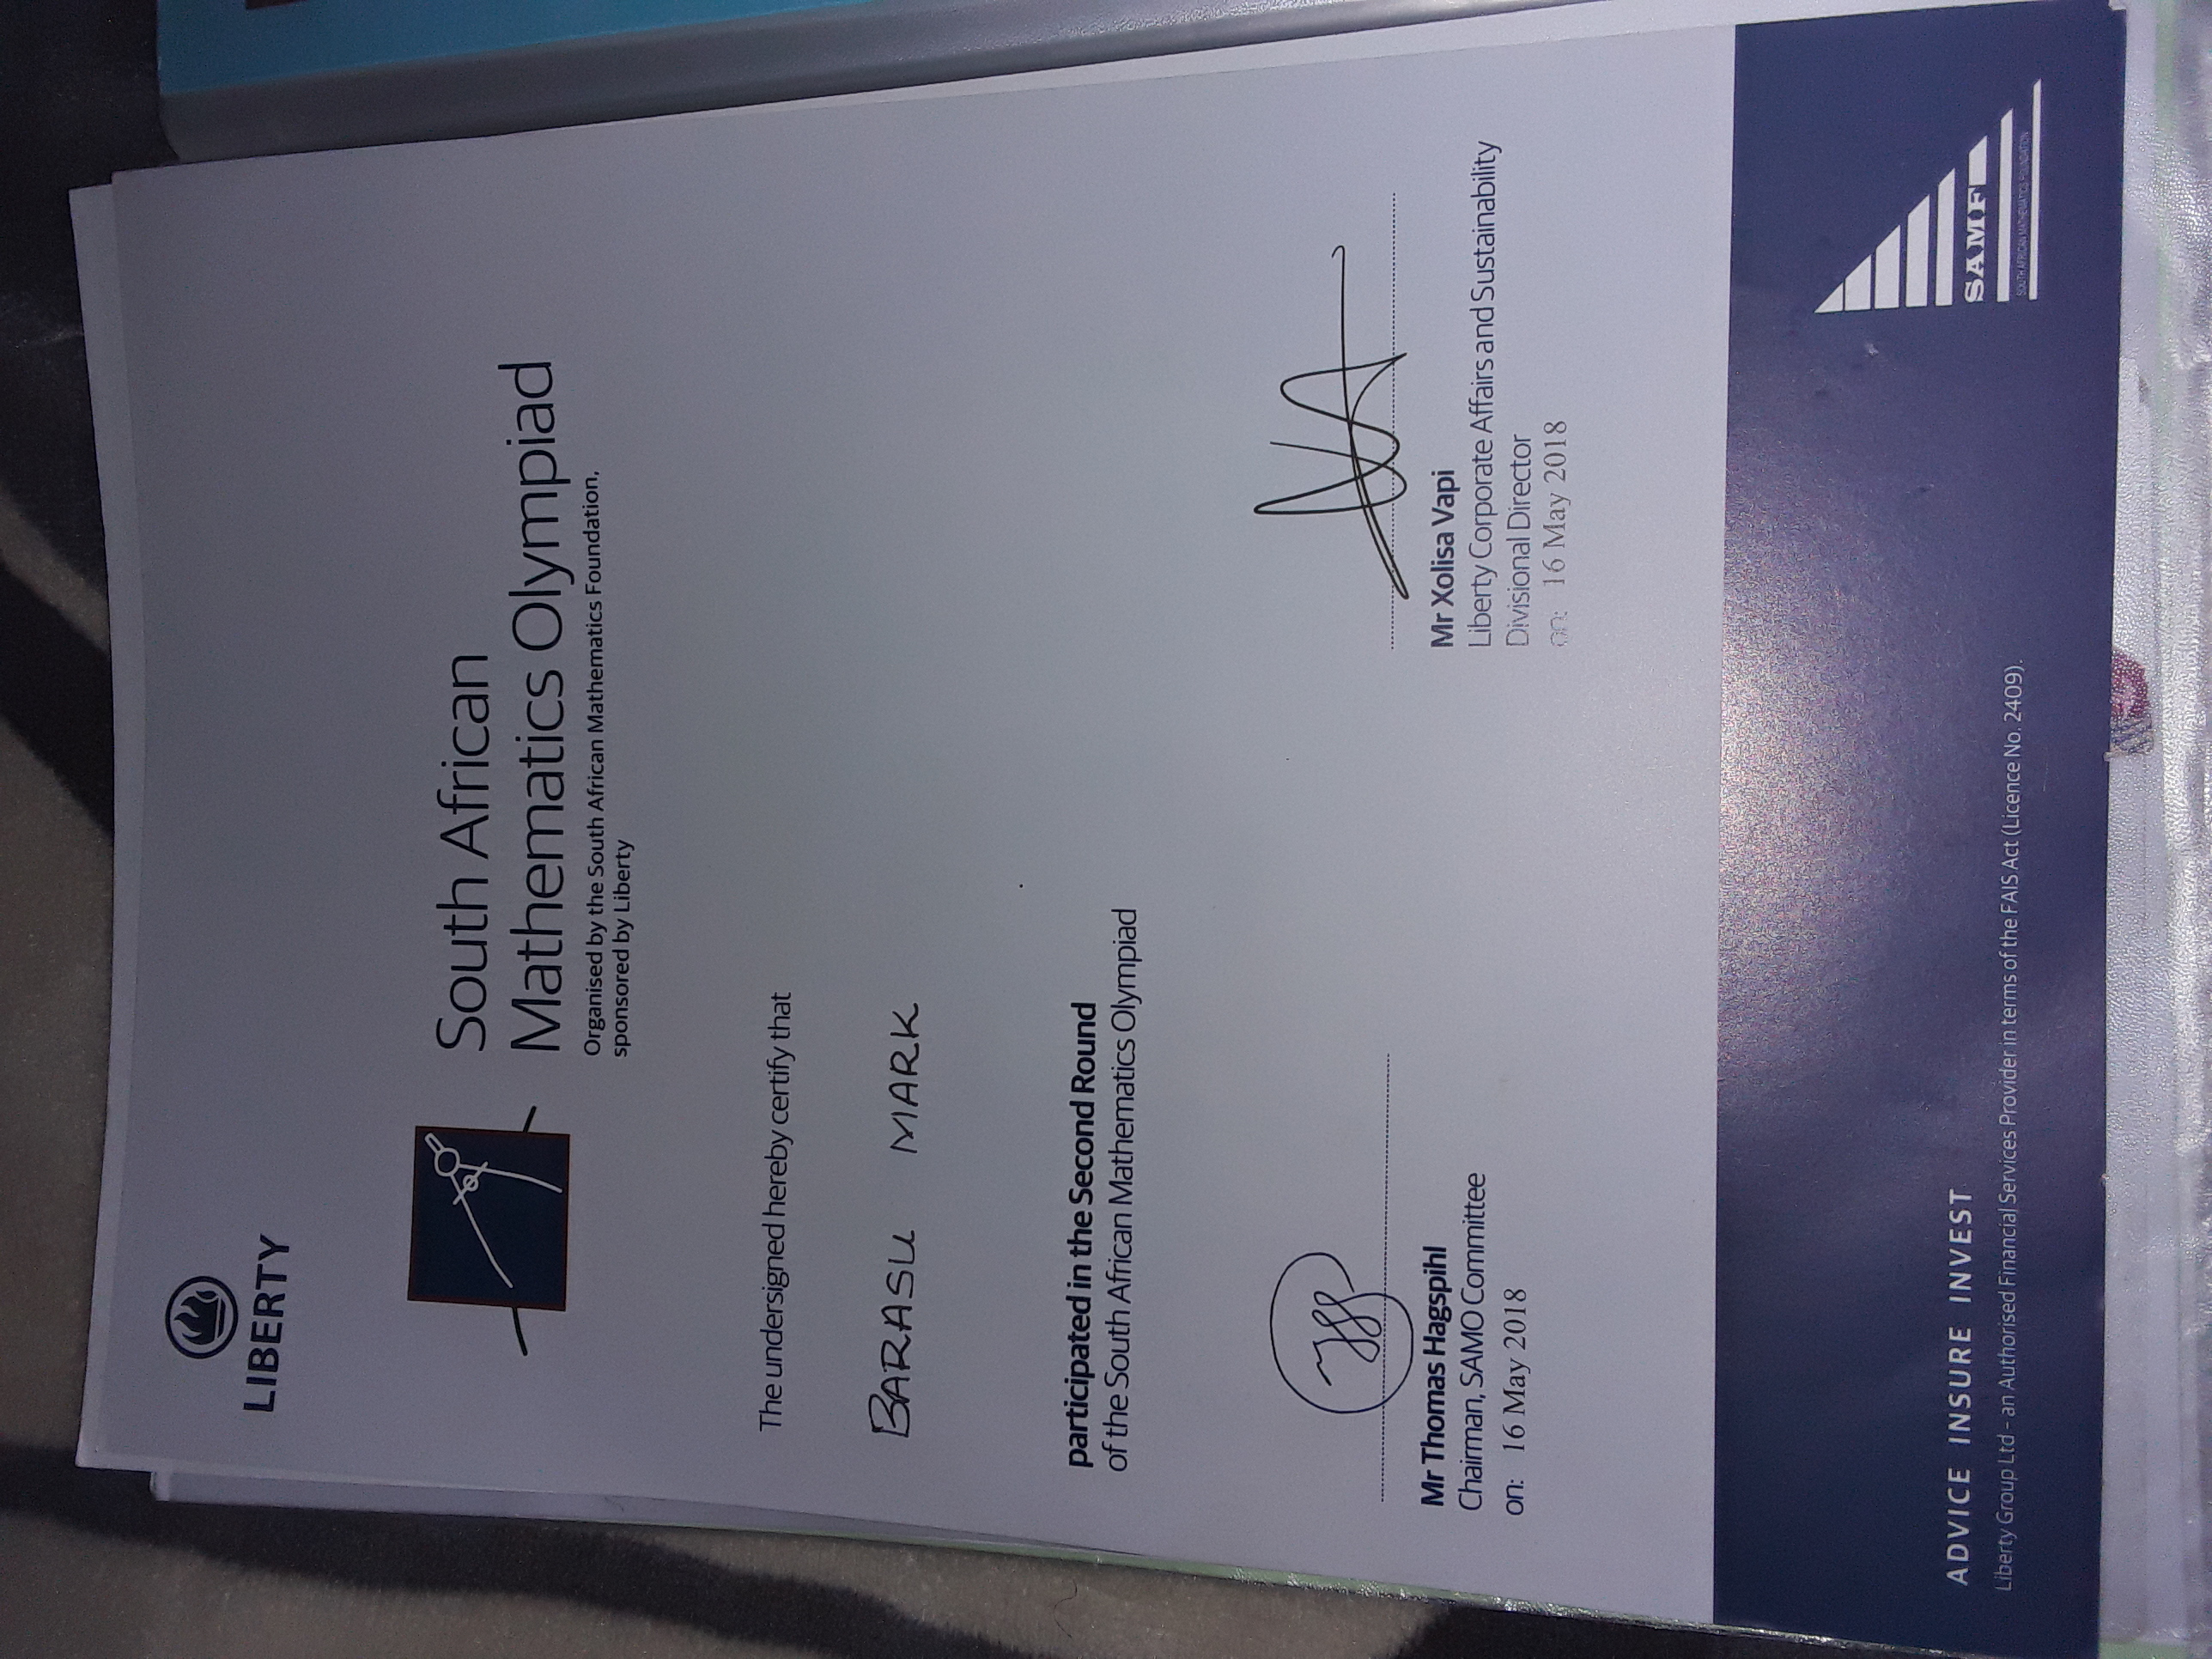 LIBERTY
South African
Mathematics Olympiad
Organised by the South African Mathematics Foundation,
sponsored by Liberty
The undersigned hereby certify that
BARASU MARK
participated in the Second Round
of the South African Mathematics Olympiad
Mr Thomas Hagspihl
Chairman, SAMO Committee
on: 16 May 2018
Mr Xolisa Vapi
Liberty Corporate Affairs and Sustainability
Divisional Director
on: 16 May 2018
ADVICE INSURE INVEST
Liberty Group Ltd - an Authorised Financial Services Provider in terms of the FAIS Act (Licence No. 2409).
SAMF
SOUTH AFRICAN MATHEMATICS FOUNDATION